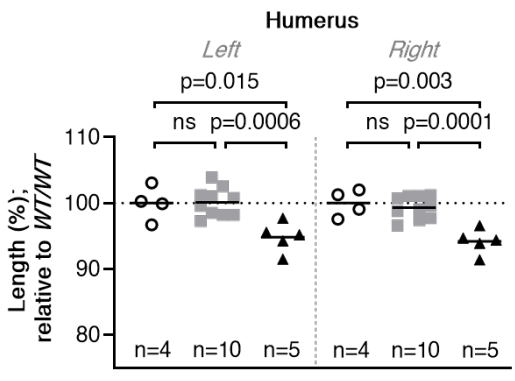 Humerus
Left Right
p=0.015 p=0.003
ns p=0.0006 ns p=0.0001
Length (%);
relative to WT/WT
110
100
90
80
n=4 n=10 n=5 n=4 n=10 n=5